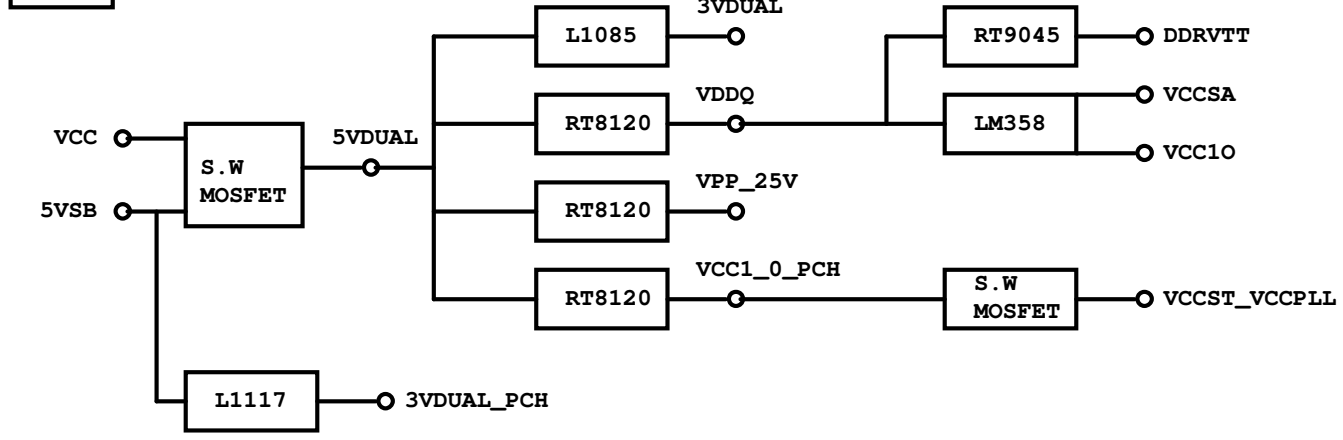 3VDUAL
L1085
RT9045
DDRVTT
VDDQ
VCCSA
RT8120
LM358
VCC
5VDUAL
VCC1O
S.W
MOSFET
VPP_25V
5VSB
RT8120
VCC1_0_PCH
S.W
MOSFET
RT8120
VCCST_VCCPLL
L1117
3VDUAL_PCH